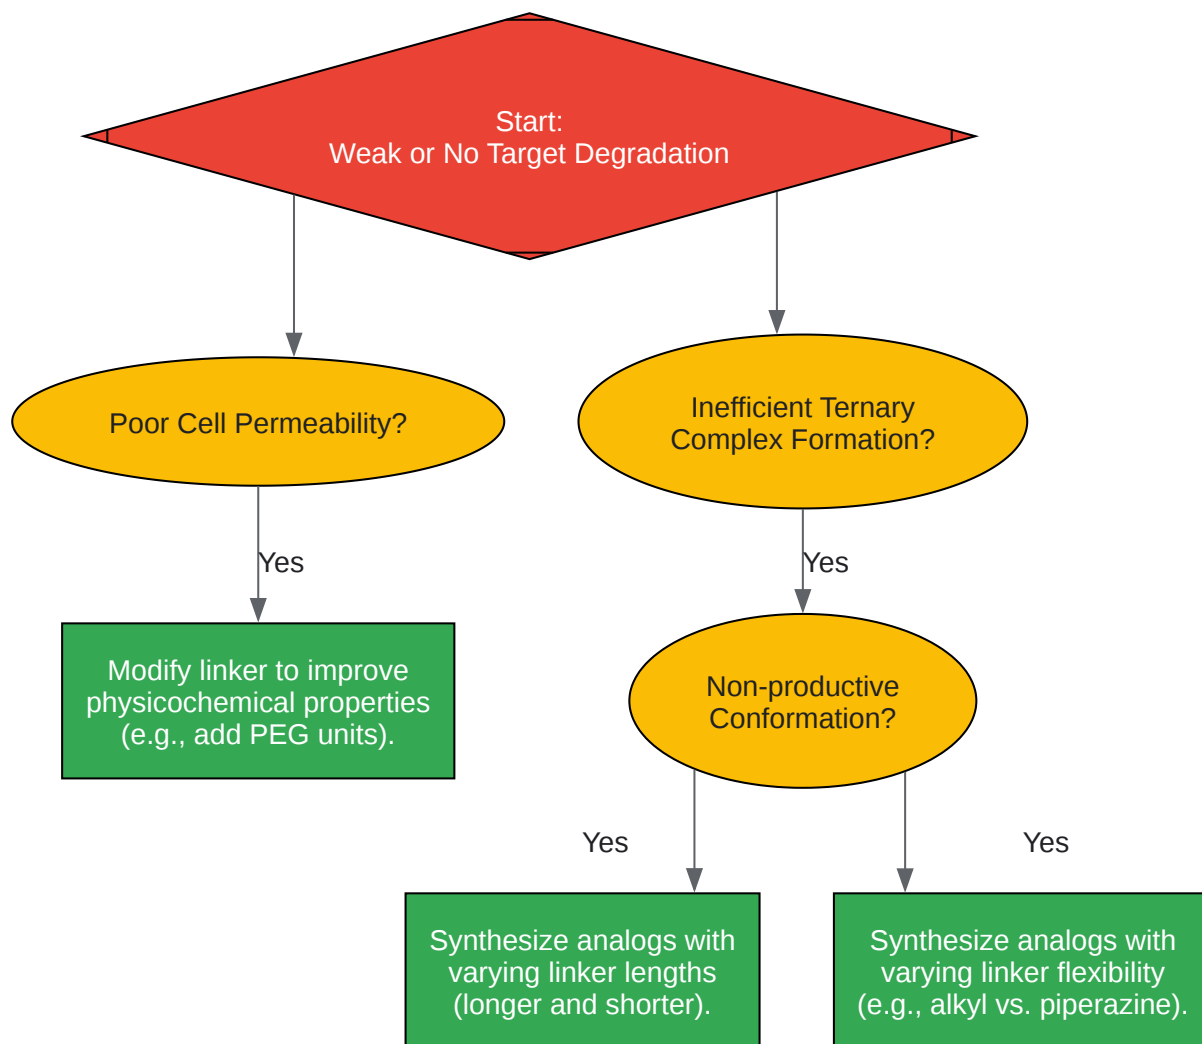 Start:
Weak or No Target Degradation
Poor Cell Permeability?
Inefficient Ternary
Complex Formation?
Yes
Yes
Modify linker to improve
physicochemical properties
(e.g., add PEG units).
Non-productive
Conformation?
Yes
Yes
Synthesize analogs with
varying linker lengths
(longer and shorter).
Synthesize analogs with
varying linker flexibility
(e.g., alkyl vs. piperazine).